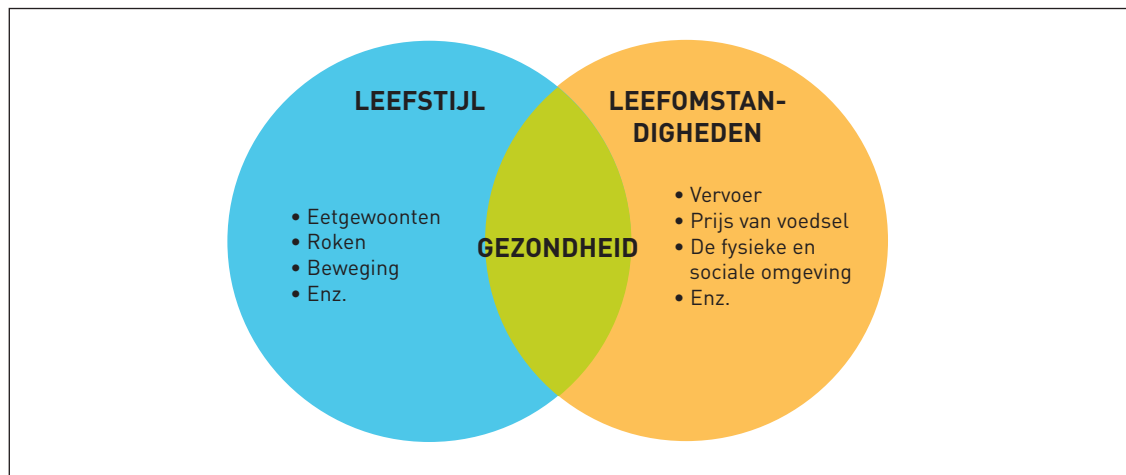 LEEFSTIJL
• Eetgewoonten
• Roken
• Beweging
• Enz.
GEZONDHEID
LEEFOMSTAN-
DIGHEDEN
• Vervoer
• Prijs van voedsel
• De fysieke en
sociale omgeving
• Enz.